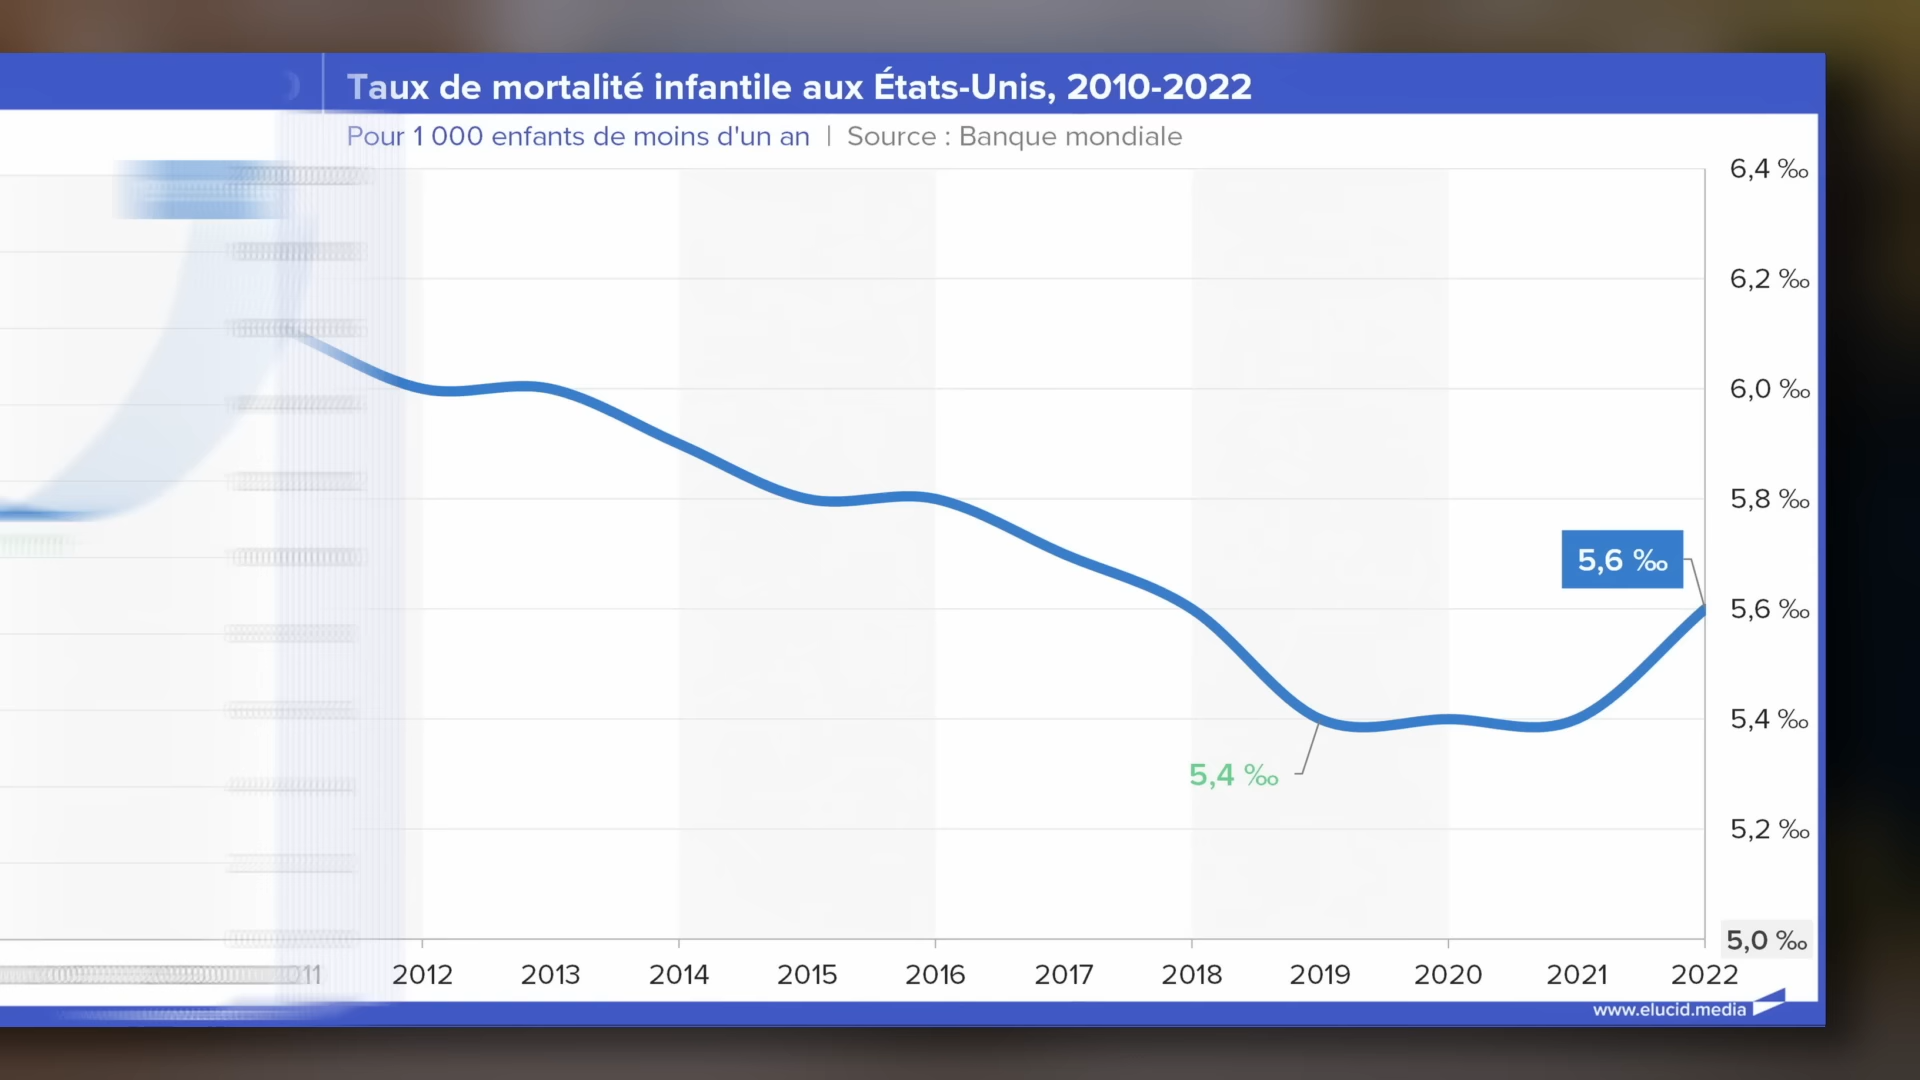 Taux de mortalité infantile aux États-Unis, 2010-2022
Pour 1 000 enfants de moins d'un an | Source : Banque mondiale
6,4 ‰
6,2 ‰
6,0 ‰
5,8 ‰
5,6 ‰
5,6 ‰
5,4 ‰
5,4 ‰
5,2 ‰
5,0 ‰
2012 2013 2014 2015 2016 2017 2018 2019 2020 2021 2022
www.elucid.media